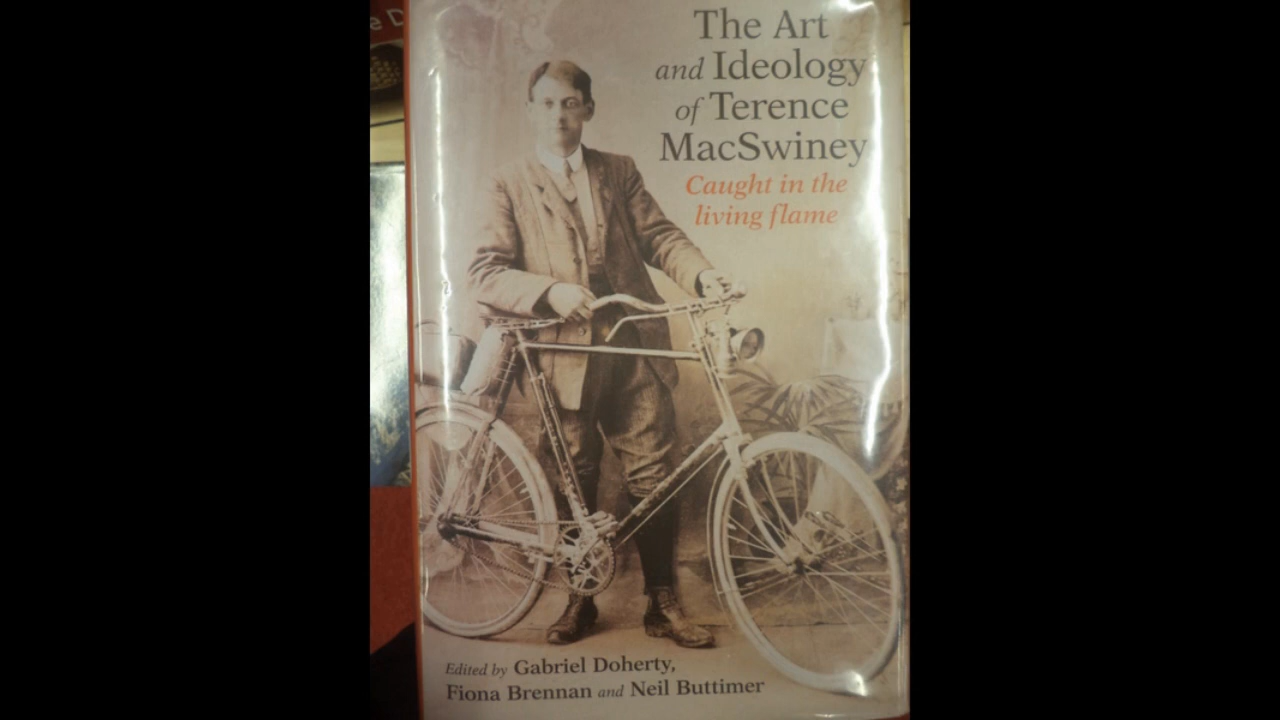 e D
The Art
and Ideology
of Terence
MacSwiney
Caught in the
living flame
Edited by Gabriel Doherty,
Fiona Brennan and Neil Buttimer